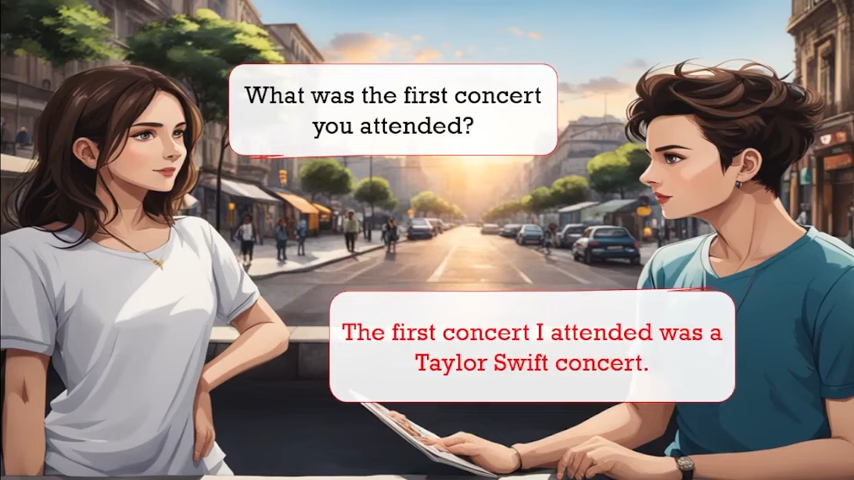 What was the first concert
you attended?
The first concert I attended was a
Taylor Swift concert.